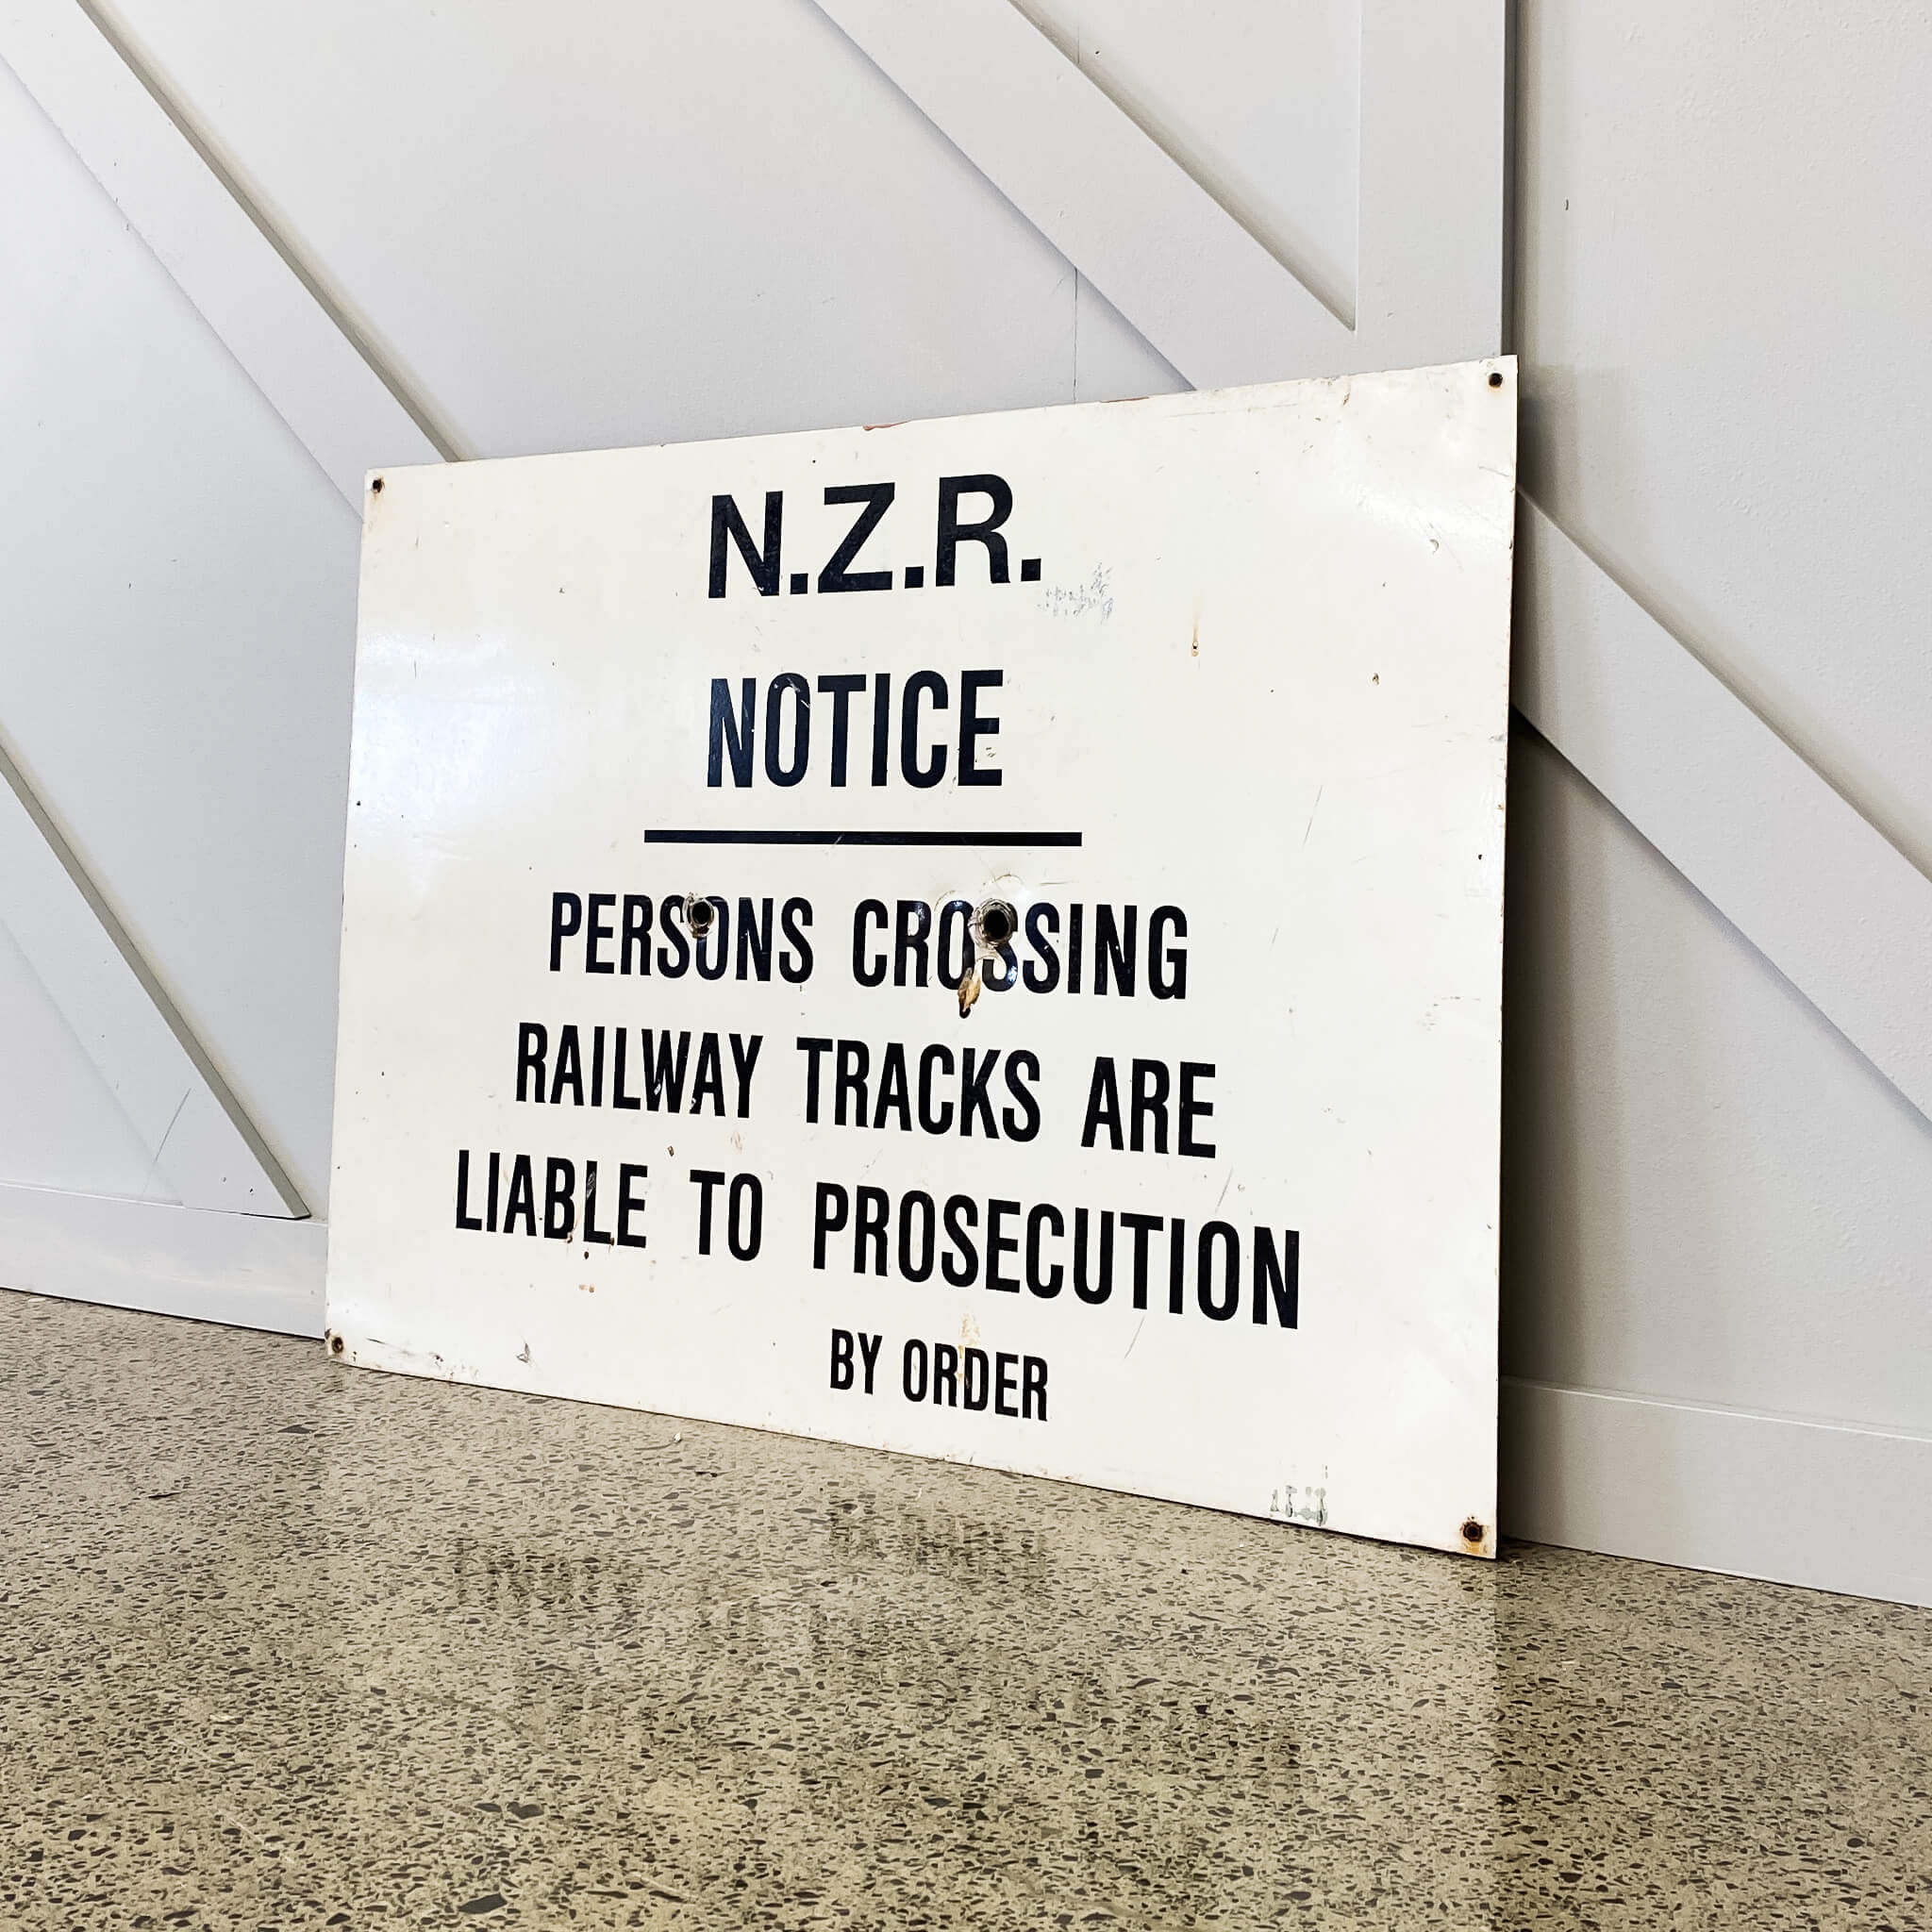 N.Z.R.
NOTICE
PERSONS CROSSING
RAILWAY TRACKS ARE
LIABLE TO PROSECUTION
BY ORDER